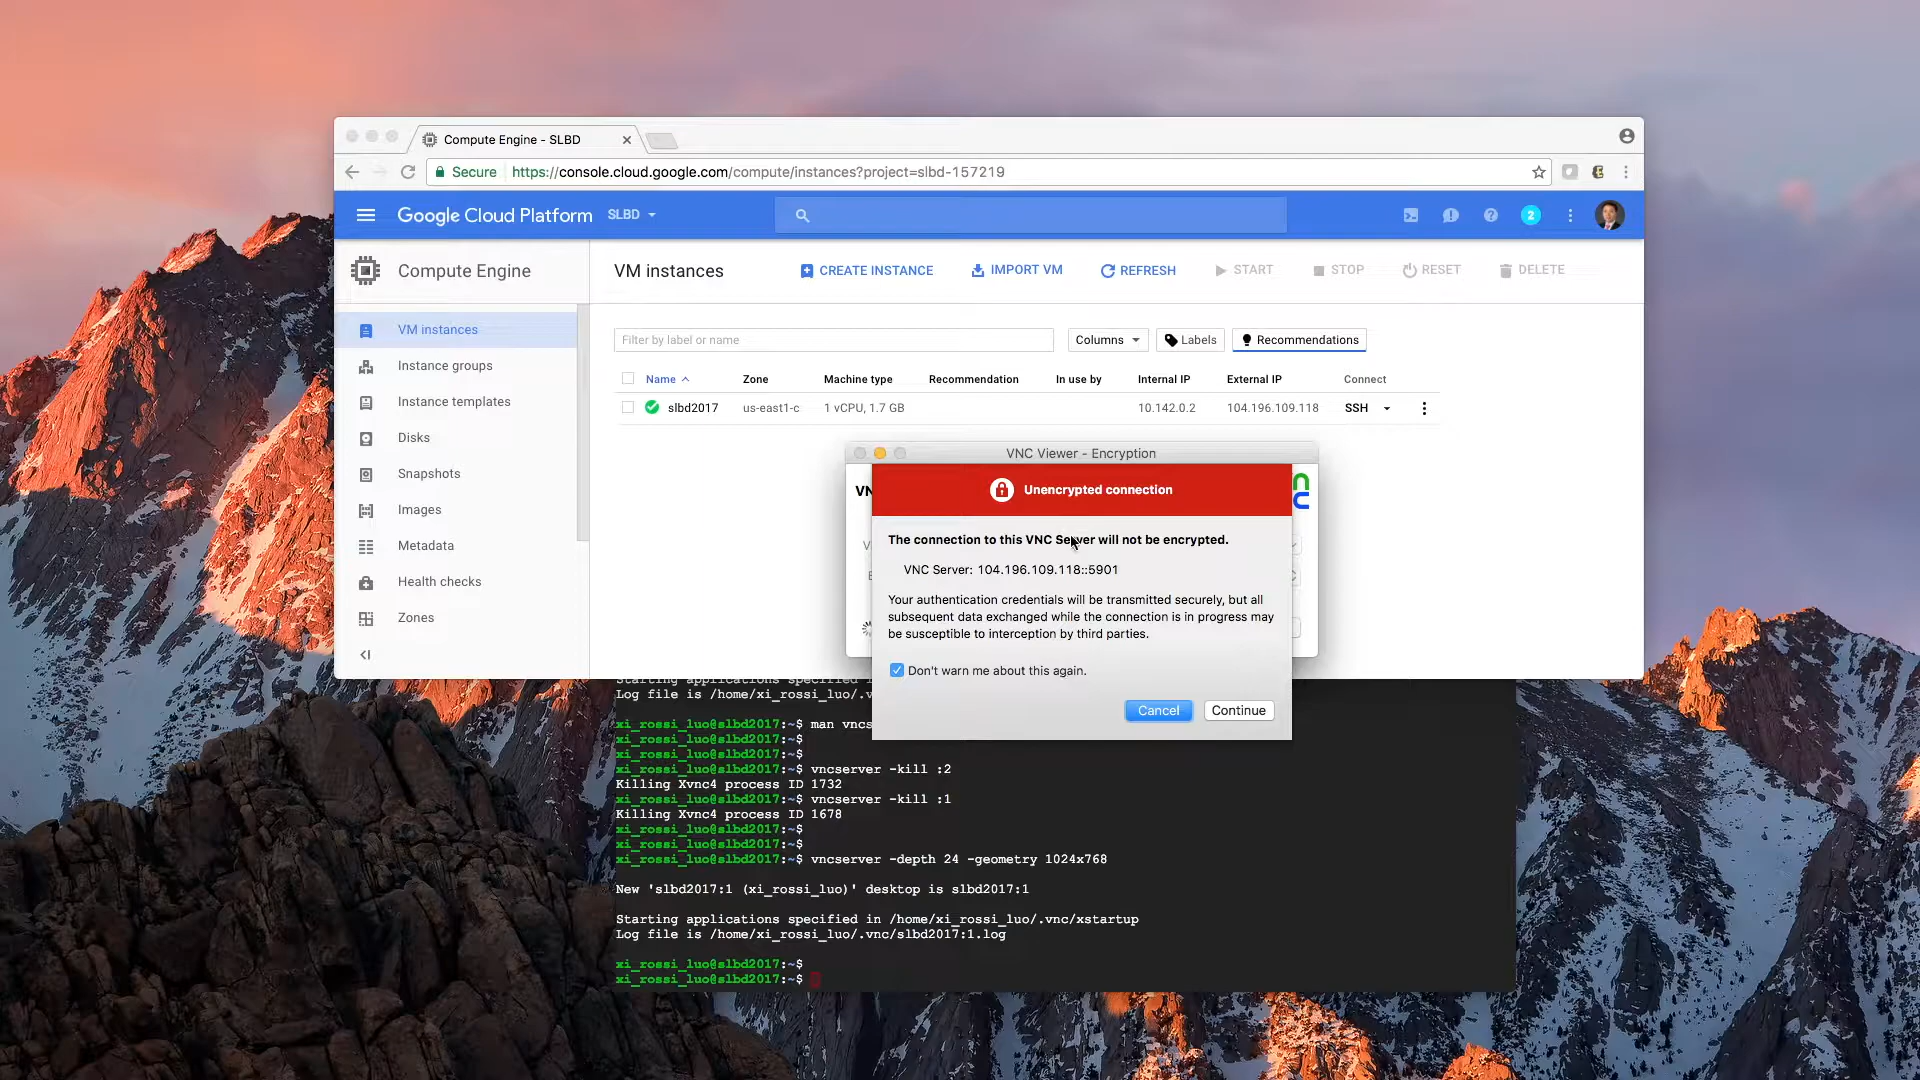 Compute Engine - SLBD
Secure https://console.cloud.google.com/compute/instances?project=slbd-157219
Google Cloud Platform SLBD
2
Compute Engine
VM instances
CREATE INSTANCE
IMPORT VM
REFRESH
START
STOP
RESET
DELETE
VM instances
Instance groups
Instance templates
Disks
Snapshots
Images
Metadata
Health checks
Zones
Filter by label or name
Columns
Labels
Recommendations
Name Zone Machine type Recommendation In use by Internal IP External IP Connect
slbd2017 us-east1-c 1 vCPU, 1.7 GB 10.142.0.2 104.196.109.118 SSH
VNC Viewer - Encryption
Unencrypted connection
The connection to this VNC Server will not be encrypted.
VNC Server: 104.196.109.118::5901
Your authentication credentials will be transmitted securely, but all
subsequent data exchanged while the connection is in progress may
be susceptible to interception by third parties.
Don't warn me about this again.
Cancel
Continue
Starting applications specified
Log file is /home/xi_rossi_luo/.v
xi_rossi_luo@slbd2017:~$ man vncs
xi_rossi_luo@slbd2017:~$
xi_rossi_luo@slbd2017:~$
xi_rossi_luo@slbd2017:~$ vncserver -kill :2
Killing Xvnc4 process ID 1732
xi_rossi_luo@slbd2017:~$ vncserver -kill :1
Killing Xvnc4 process ID 1678
xi_rossi_luo@slbd2017:~$
xi_rossi_luo@slbd2017:~$
xi_rossi_luo@slbd2017:~$ vncserver -depth 24 -geometry 1024x768
New 'slbd2017:1 (xi_rossi_luo)' desktop is slbd2017:1
Starting applications specified in /home/xi_rossi_luo/.vnc/xstartup
Log file is /home/xi_rossi_luo/.vnc/slbd2017:1.log
xi_rossi_luo@slbd2017:~$
xi_rossi_luo@slbd2017:~$